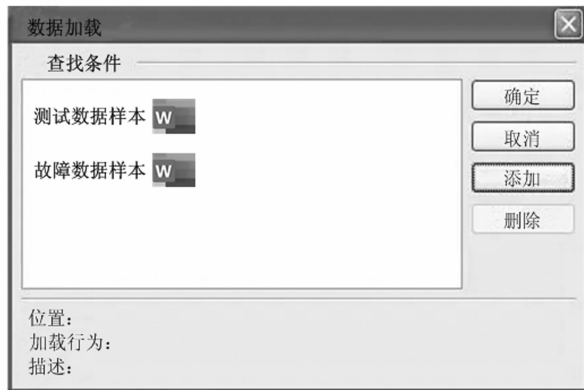 数据加载
查找条件
测试数据样本 W
故障数据样本 W
确定
取消
添加
删除
位置：
加载行为：
描述：